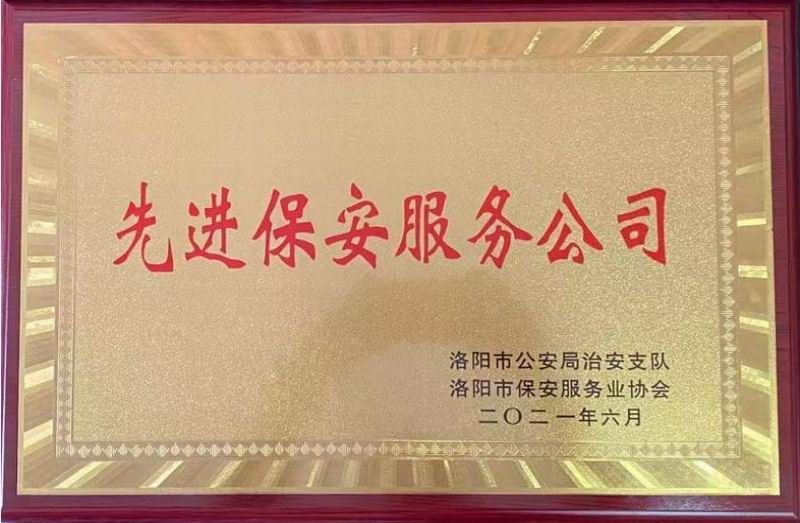 先进保安服务公司
洛阳市公安局治安支队
洛阳市保安服务业协会
二〇二一年六月